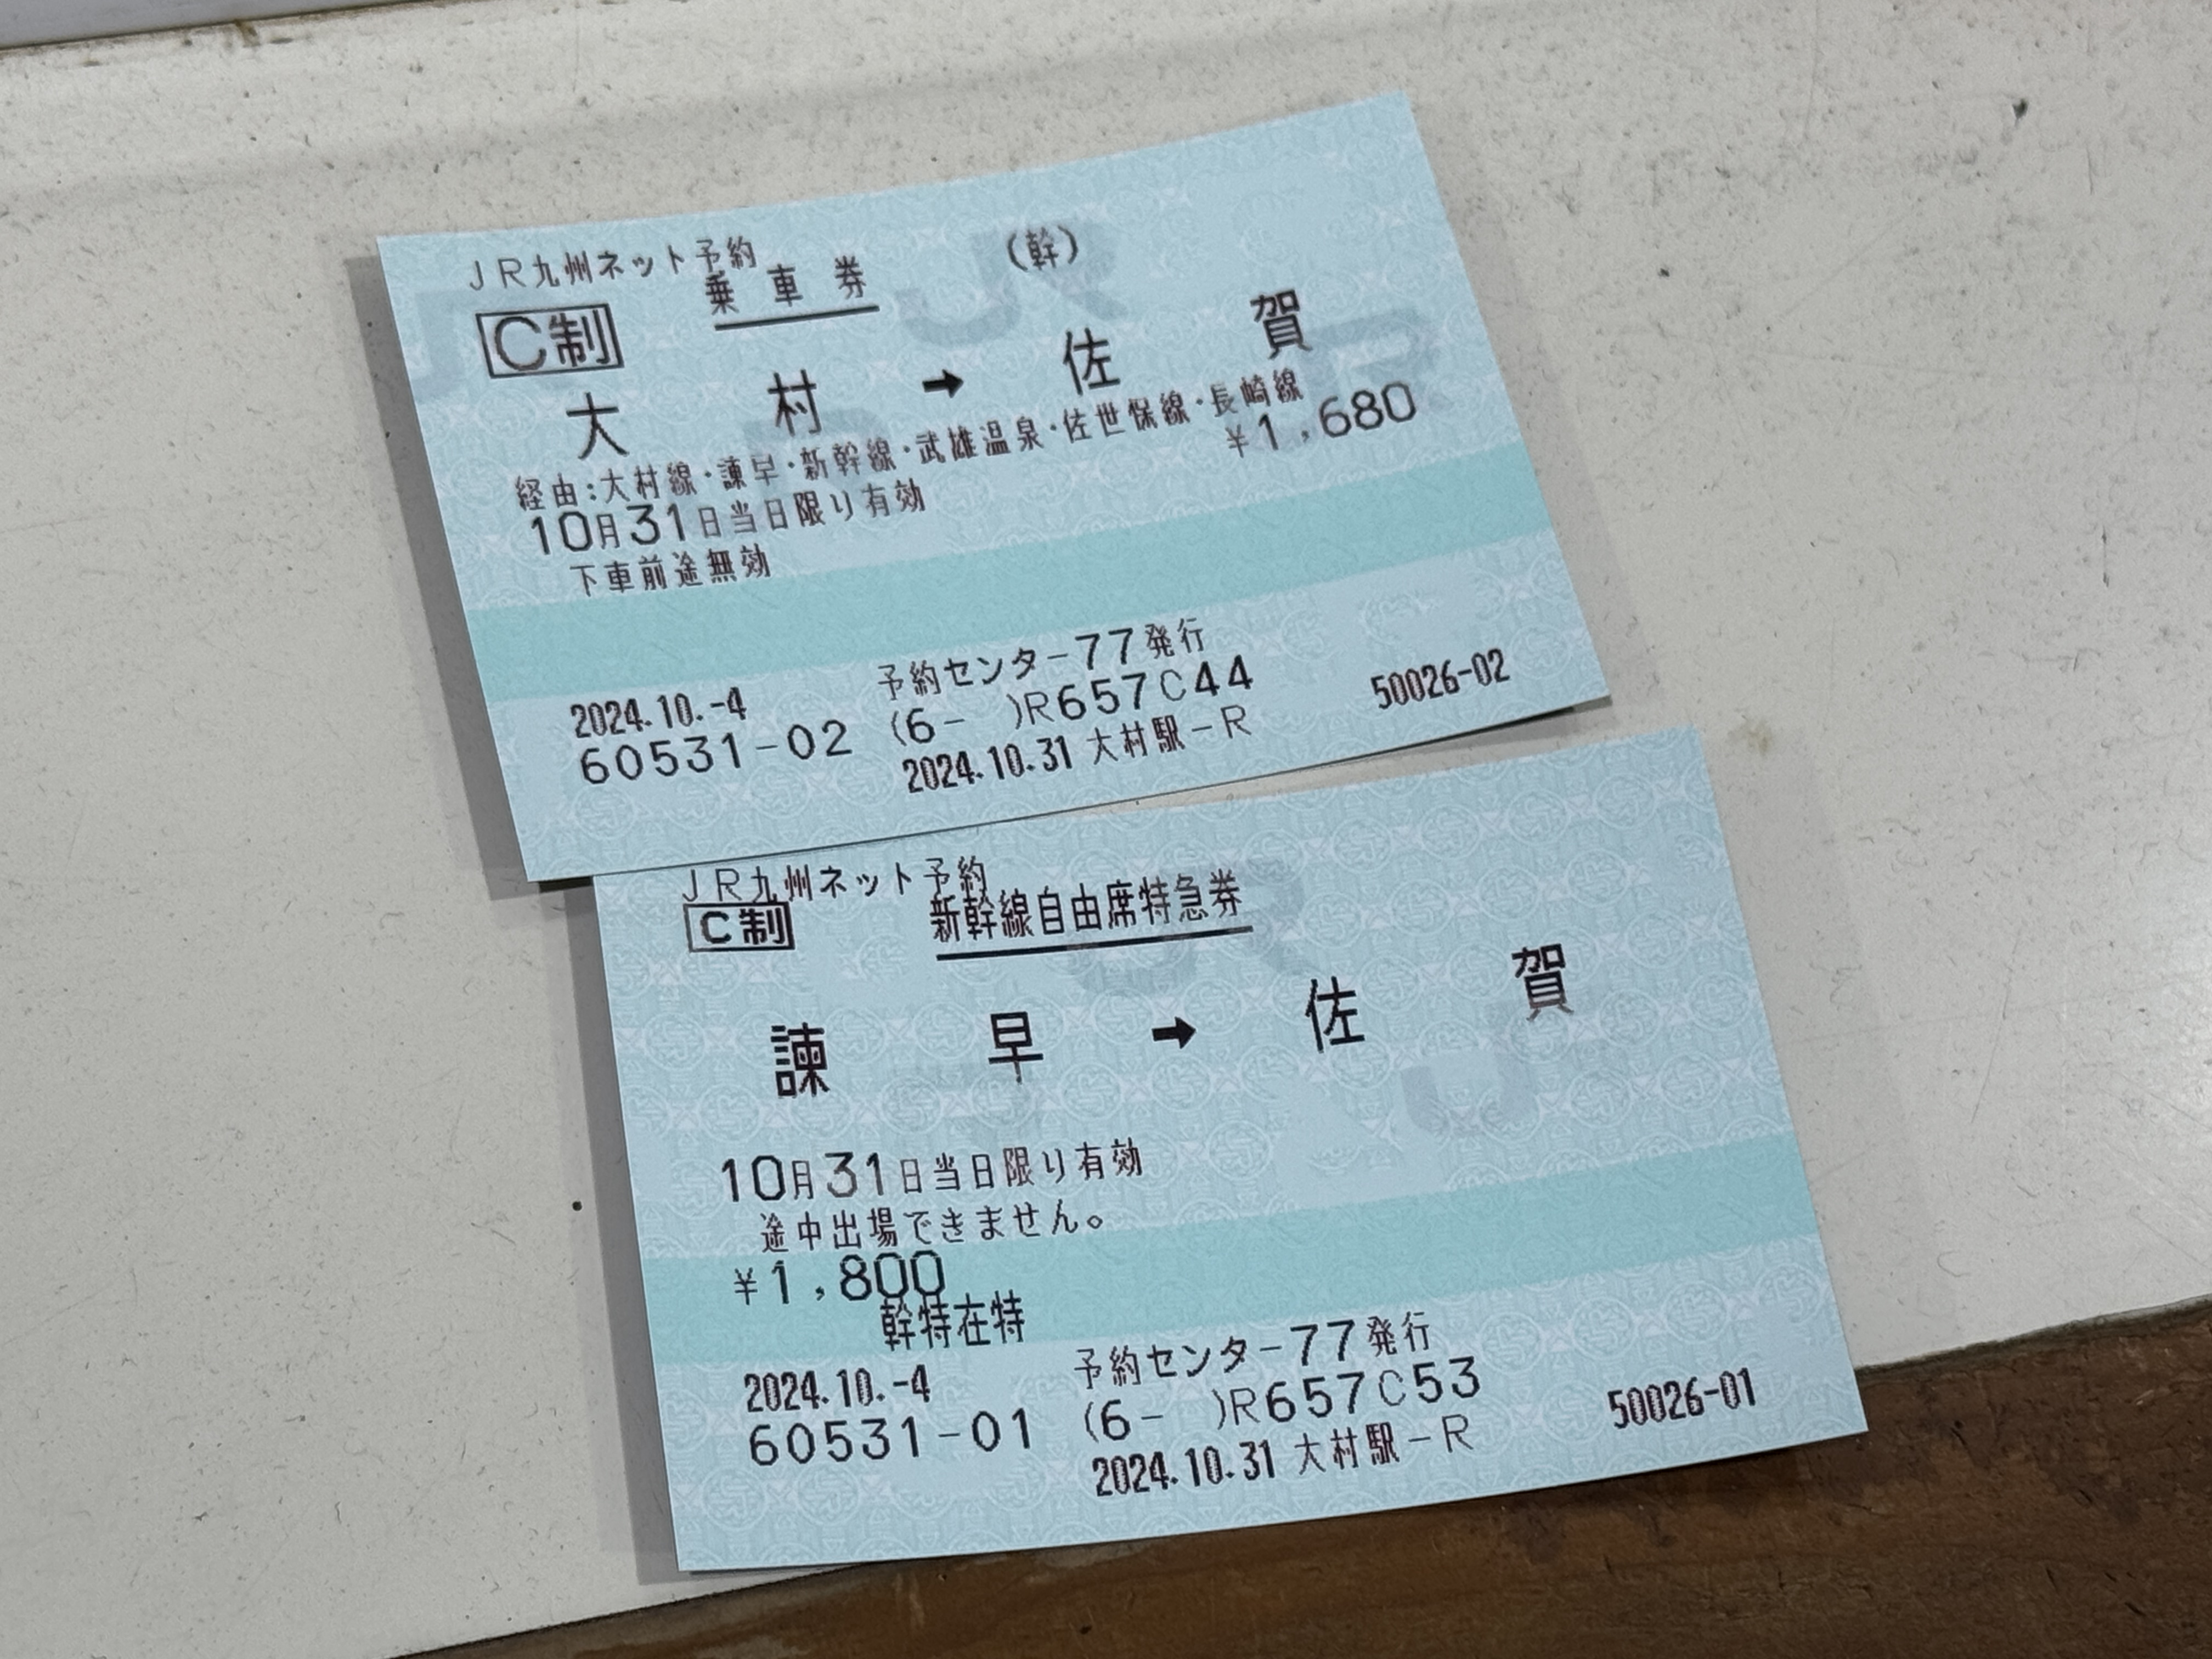 JR九州ネット予約
乗車券 (幹)
C制
大村➡佐賀
経由:大村線・諫早・新幹線・武雄温泉・佐世保線・長崎線
¥1,680
10月31日当日限り有効
下車前途無効
2024.10.-4 予約センター77発行
60531-02 (6- )R657C44 50026-02
2024.10.31 大村駅-R
JR九州ネット予約
C制 新幹線自由席特急券
諫早➡佐賀
10月31日当日限り有効
途中出場できません。
¥1,800
幹特在特
2024.10.-4 予約センター77発行
60531-01 (6- )R657C53 50026-01
2024.10.31 大村駅-R